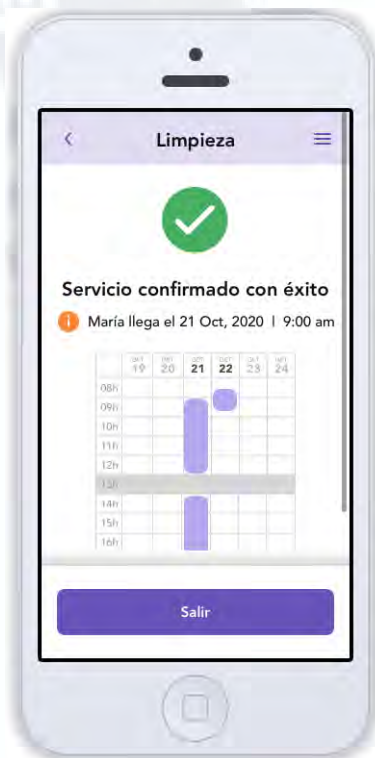 Limpieza
Servicio confirmado con éxito
María llega el 21 Oct, 2020 | 9:00 am
19 20 21 22 23 24
08h
09h
10h
11h
12h
13h
14h
15h
16h
Salir